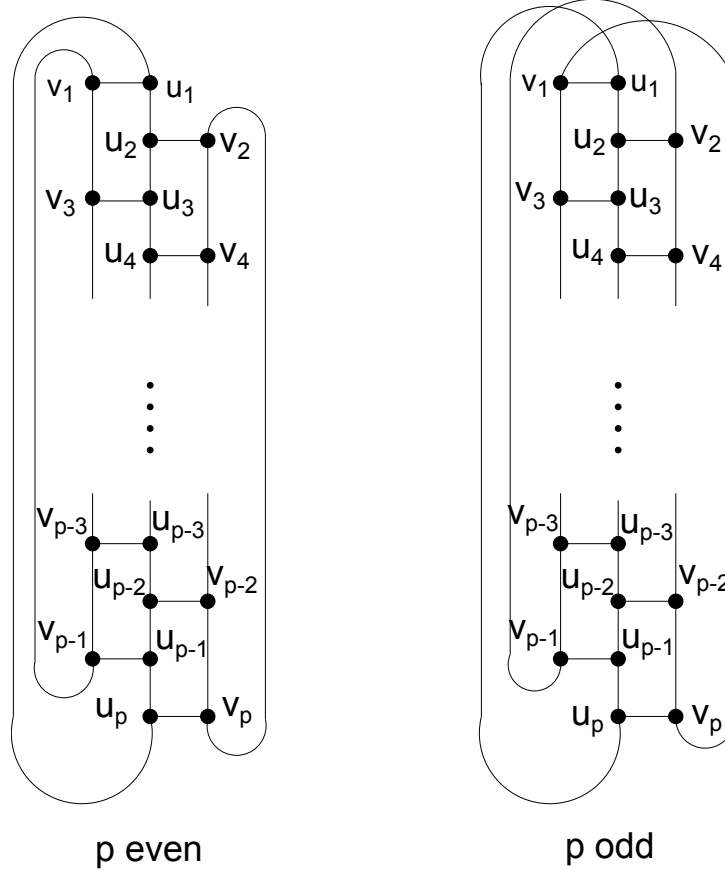 v1 u1 v1 u1
u2 v2 u2 v2
v3 u3 v3 u3
u4 v4 u4 v4
vp-3 up-3 vp-3 up-3
up-2 vp-2 up-2 vp-2
vp-1 up-1 vp-1 up-1
up vp up vp
p even p odd